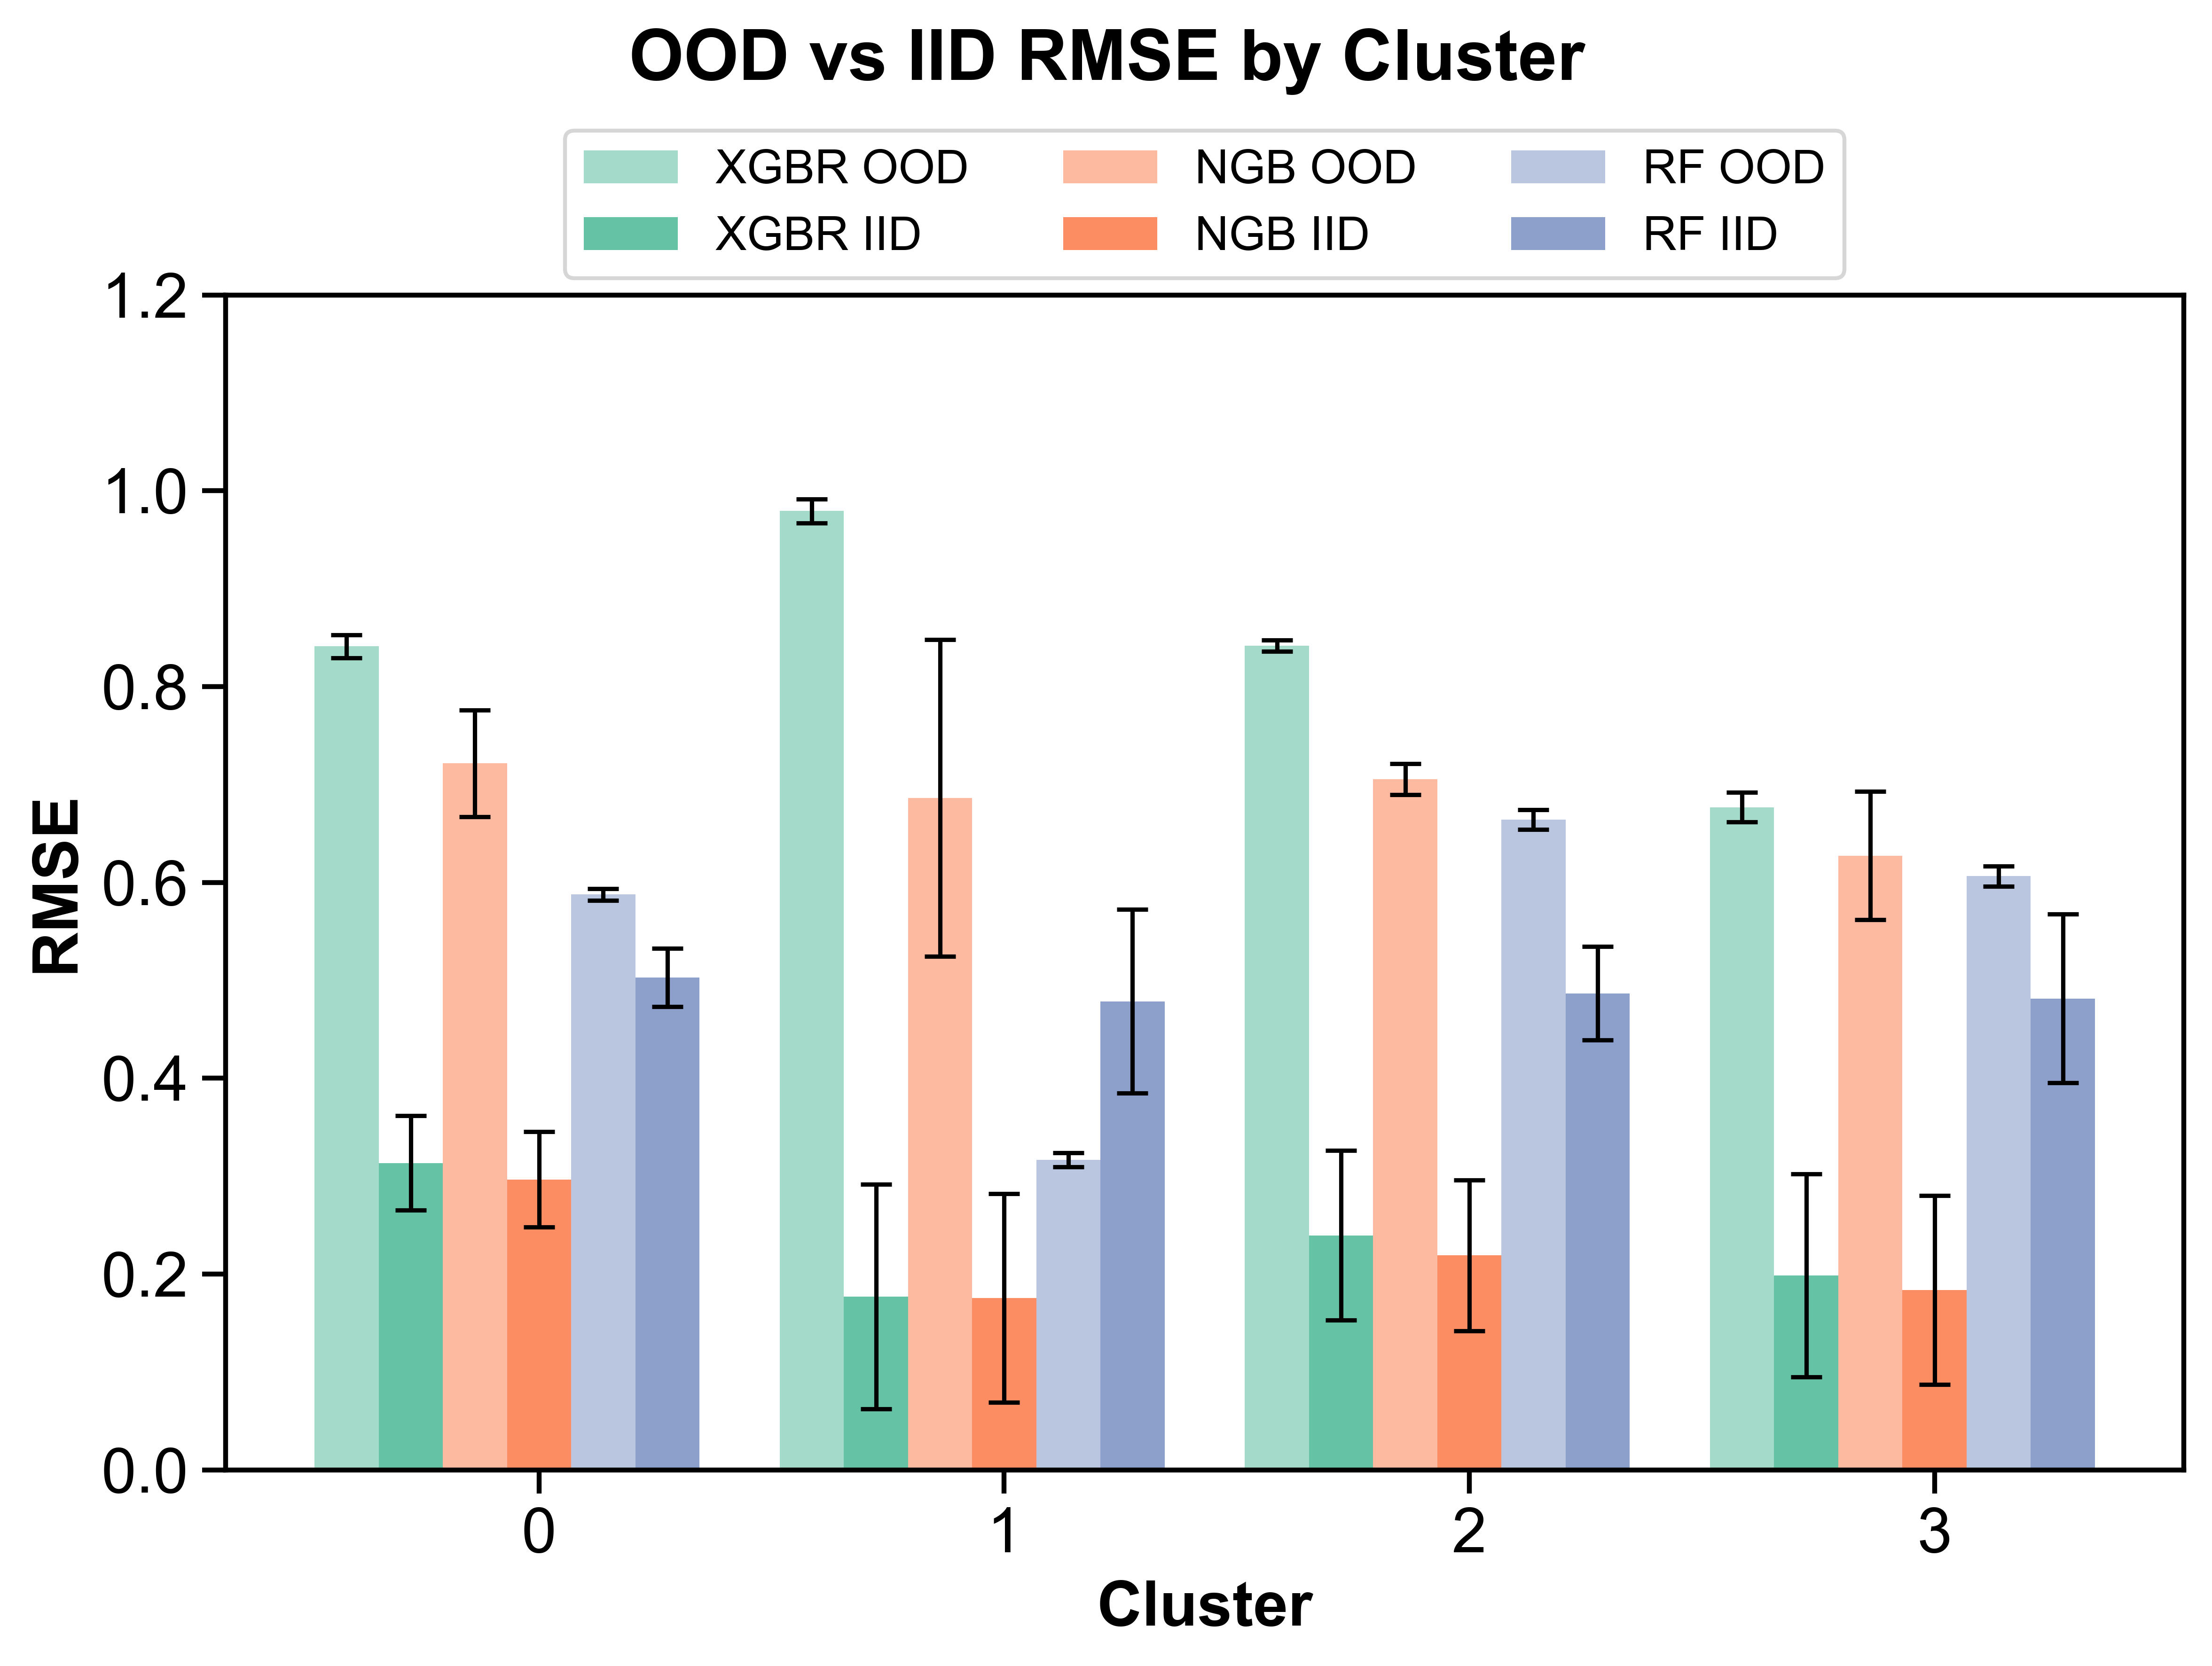 OOD vs IID RMSE by Cluster
XGBR OOD NGB OOD RF OOD
XGBR IID NGB IID RF IID
1.2
1.0
0.8
0.6
0.4
0.2
0.0
RMSE
0 1 2 3
Cluster